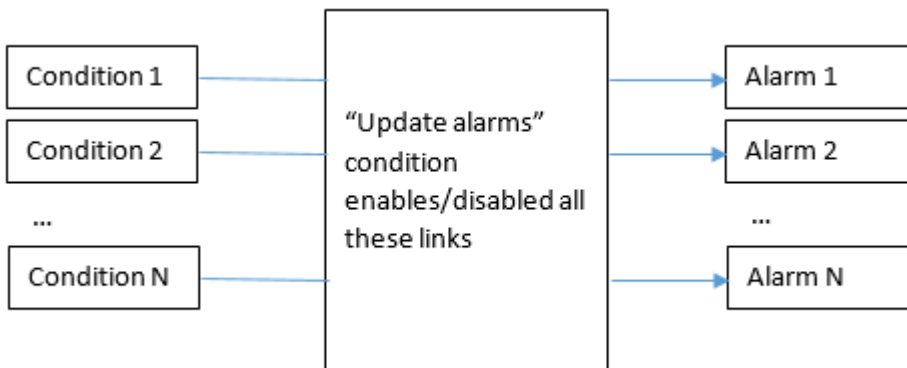 Condition 1
Condition 2
...
Condition N
“Update alarms”
condition
enables/disabled all
these links
Alarm 1
Alarm 2
...
Alarm N